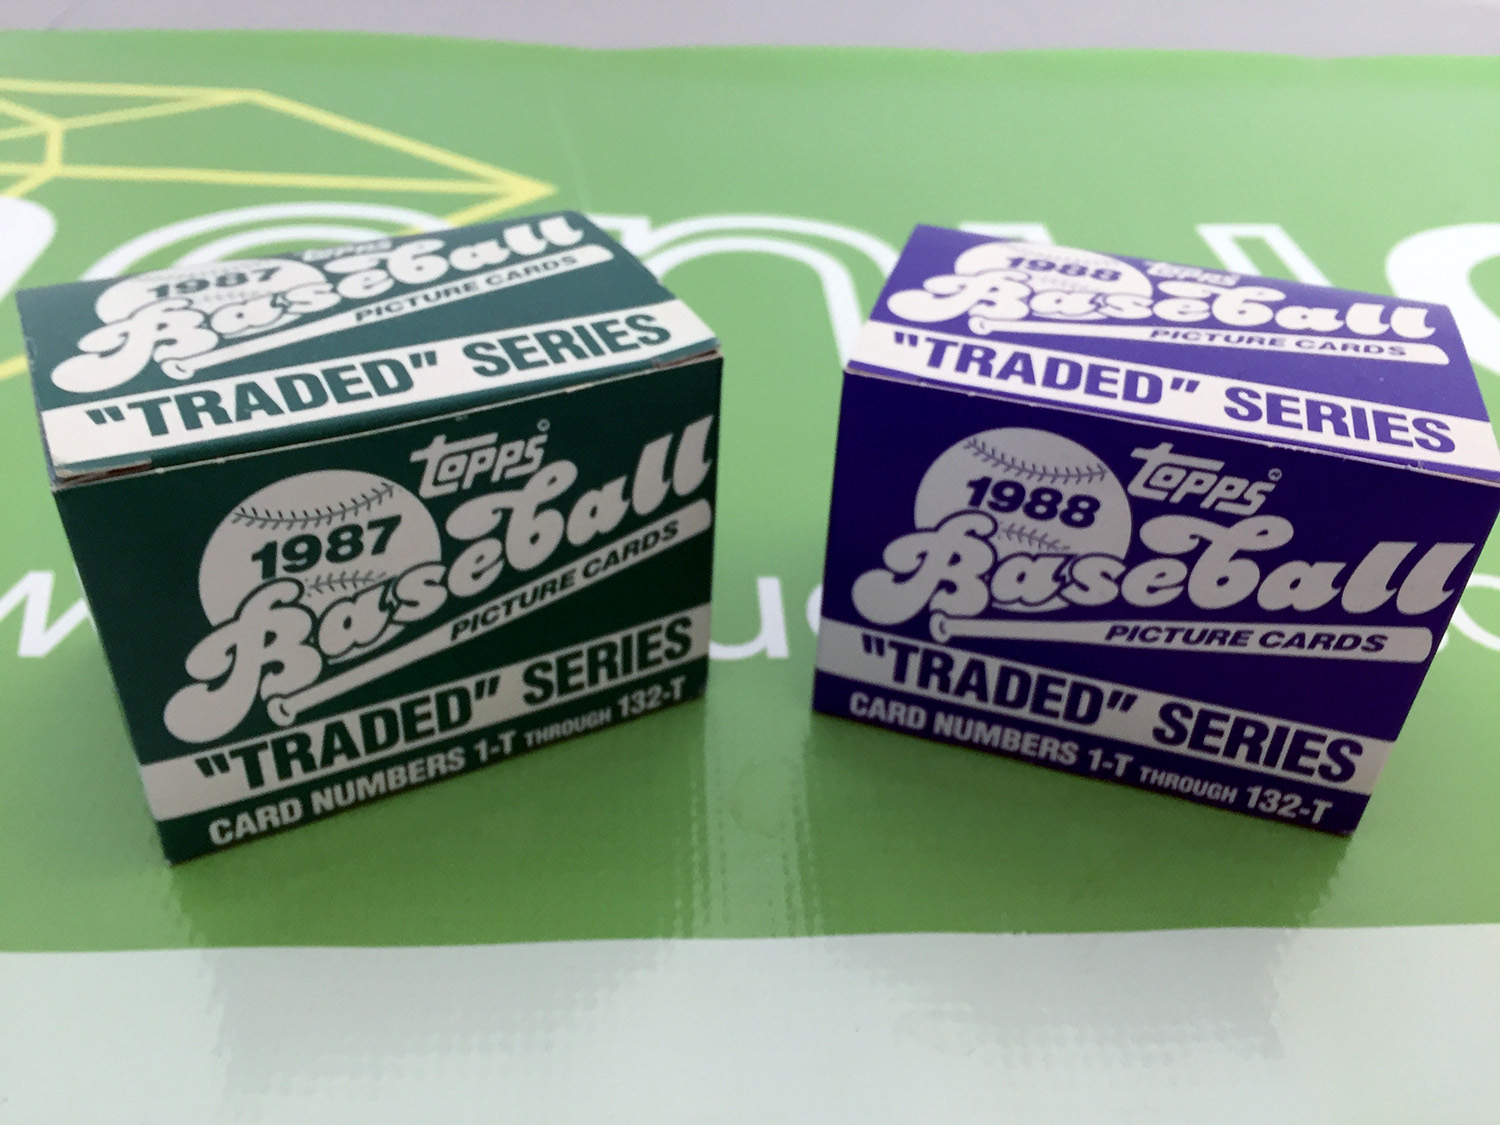 topps
1987
Baseball
PICTURE CARDS
"TRADED" SERIES
topps®
1987
Baseball
PICTURE CARDS
"TRADED" SERIES
CARD NUMBERS 1-T THROUGH 132-T
topps
1988
Baseball
PICTURE CARDS
"TRADED" SERIES
topps®
1988
Baseball
PICTURE CARDS
"TRADED" SERIES
CARD NUMBERS 1-T THROUGH 132-T